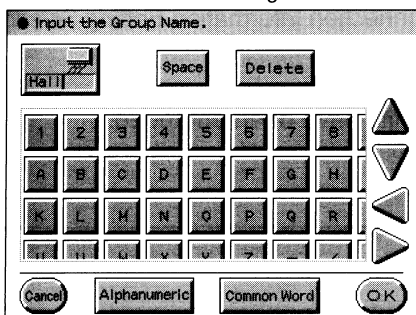 Input the Group Name.
Hall
Space
Delete
1 2 3 4 5 6 7 8
A B C D E F G H
K L M N O P Q R
U
Cancel
Alphanumeric
Common Word
OK